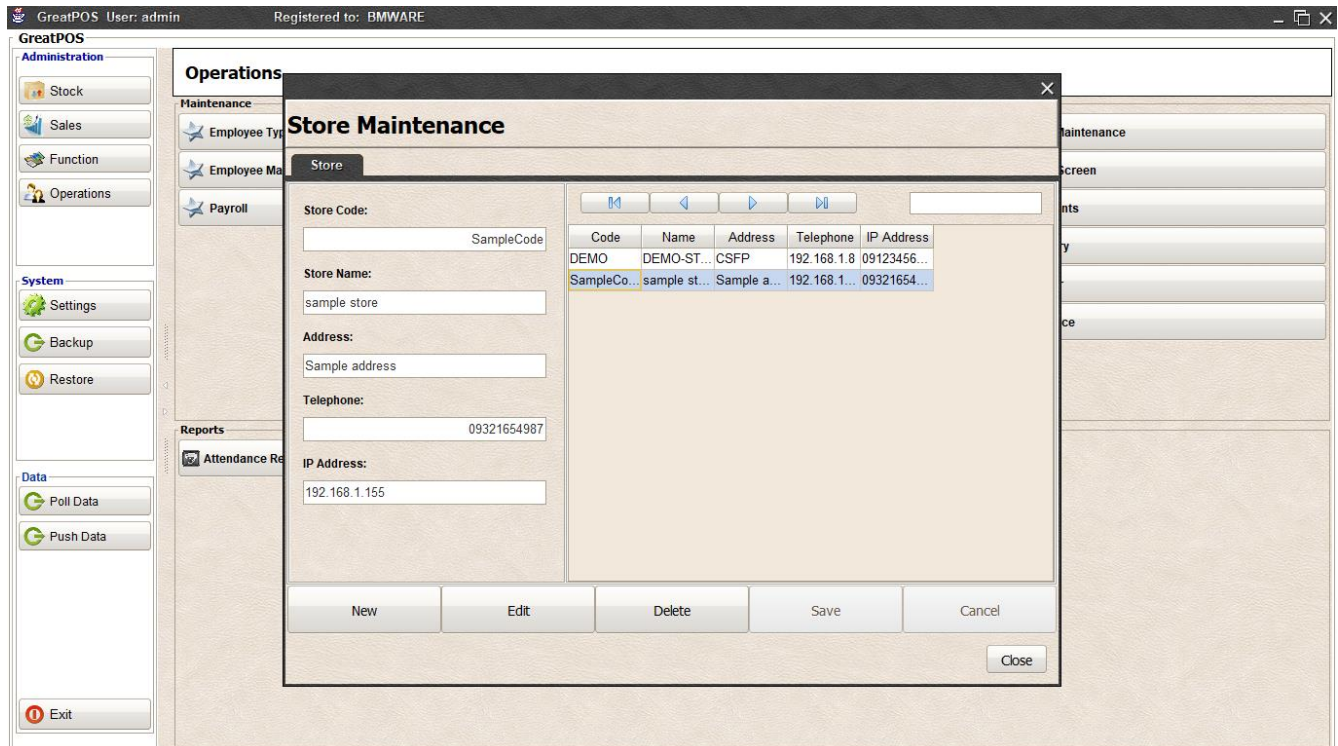 GreatPOS User: admin Registered to: BMWARE
GreatPOS
Administration
Stock
Sales
Function
Operations
System
Settings
Backup
Restore
Data
Poll Data
Push Data
Exit
Operations
Maintenance
Employee Typ
Employee Ma
Payroll
Reports
Attendance Re
Store Maintenance
Store
Store Code:
SampleCode
Store Name:
sample store
Address:
Sample address
Telephone:
09321654987
IP Address:
192.168.1.155
Code Name Address Telephone IP Address
DEMO DEMO-ST... CSFP 192.168.1.8 09123456...
SampleCo... sample st... Sample a... 192.168.1... 09321654...
New Edit Delete Save Cancel
Close
Maintenance
Screen
nts
y
ce